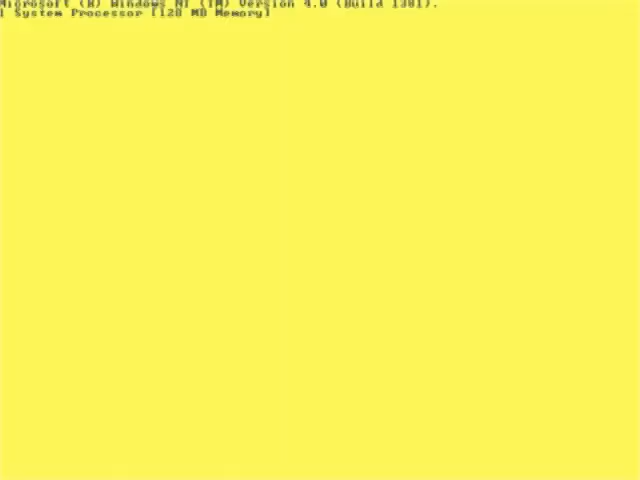 Microsoft (R) Windows NT (TM) Version 4.0 (Build 1381).
1 System Processor [128 MB Memory]